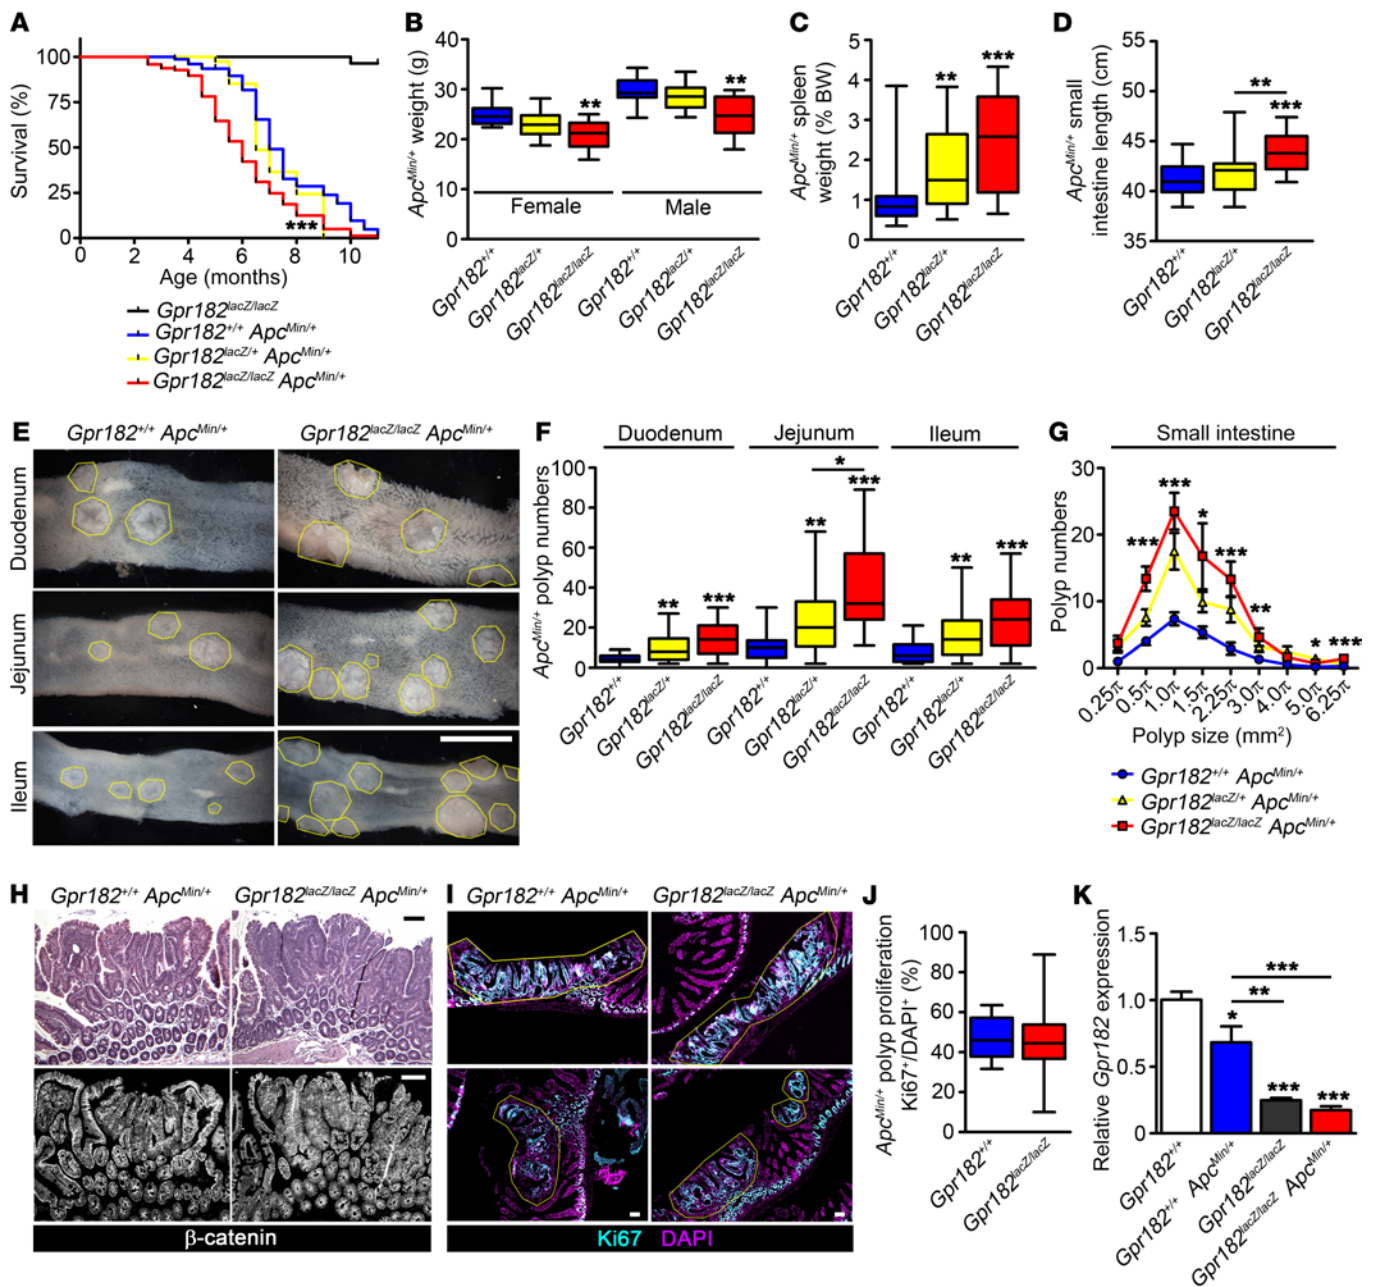 A
Survival (%)
100
75
50
25
0
***
0 2 4 6 8 10
Age (months)
Gpr182lacZ/lacZ
Gpr182+/+ ApcMin/+
Gpr182lacZ/+ ApcMin/+
Gpr182lacZ/lacZ ApcMin/+
B
ApcMin/+ weight (g)
40
30
20
10
0
** **
Female Male
Gpr182+/+ Gpr182lacZ/+ Gpr182lacZ/lacZ Gpr182+/+ Gpr182lacZ/+ Gpr182lacZ/lacZ
C
ApcMin/+ spleen
weight (% BW)
5
4
3
2
1
0
** ***
Gpr182+/+ Gpr182lacZ/+ Gpr182lacZ/lacZ
D
ApcMin/+ small
intestine length (cm)
55
50
45
40
35
**
***
Gpr182+/+ Gpr182lacZ/+ Gpr182lacZ/lacZ
E
Gpr182+/+ ApcMin/+ Gpr182lacZ/lacZ ApcMin/+
Duodenum
Jejunum
Ileum
F
Duodenum Jejunum Ileum
ApcMin/+ polyp numbers
100
80
60
40
20
0
** *** ** * *** ** ***
Gpr182+/+ Gpr182lacZ/+ Gpr182lacZ/lacZ Gpr182+/+ Gpr182lacZ/+ Gpr182lacZ/lacZ Gpr182+/+ Gpr182lacZ/+ Gpr182lacZ/lacZ
G
Small intestine
Polyp numbers
30
20
10
0
*** *** * *** ** * ***
0.25π 0.5π 1.0π 1.5π 2.25π 3.0π 4.0π 5.0π 6.25π
Polyp size (mm2)
Gpr182+/+ ApcMin/+
Gpr182lacZ/+ ApcMin/+
Gpr182lacZ/lacZ ApcMin/+
H
Gpr182+/+ ApcMin/+ Gpr182lacZ/lacZ ApcMin/+
β-catenin
I
Gpr182+/+ ApcMin/+ Gpr182lacZ/lacZ ApcMin/+
Ki67 DAPI
J
ApcMin/+ polyp proliferation
Ki67+/DAPI+ (%)
100
80
60
40
20
0
Gpr182+/+ Gpr182lacZ/lacZ
K
Relative Gpr182 expression
1.5
1.0
0.5
0
***
**
* *** ***
Gpr182+/+
Gpr182+/+ ApcMin/+
Gpr182lacZ/lacZ
Gpr182lacZ/lacZ ApcMin/+